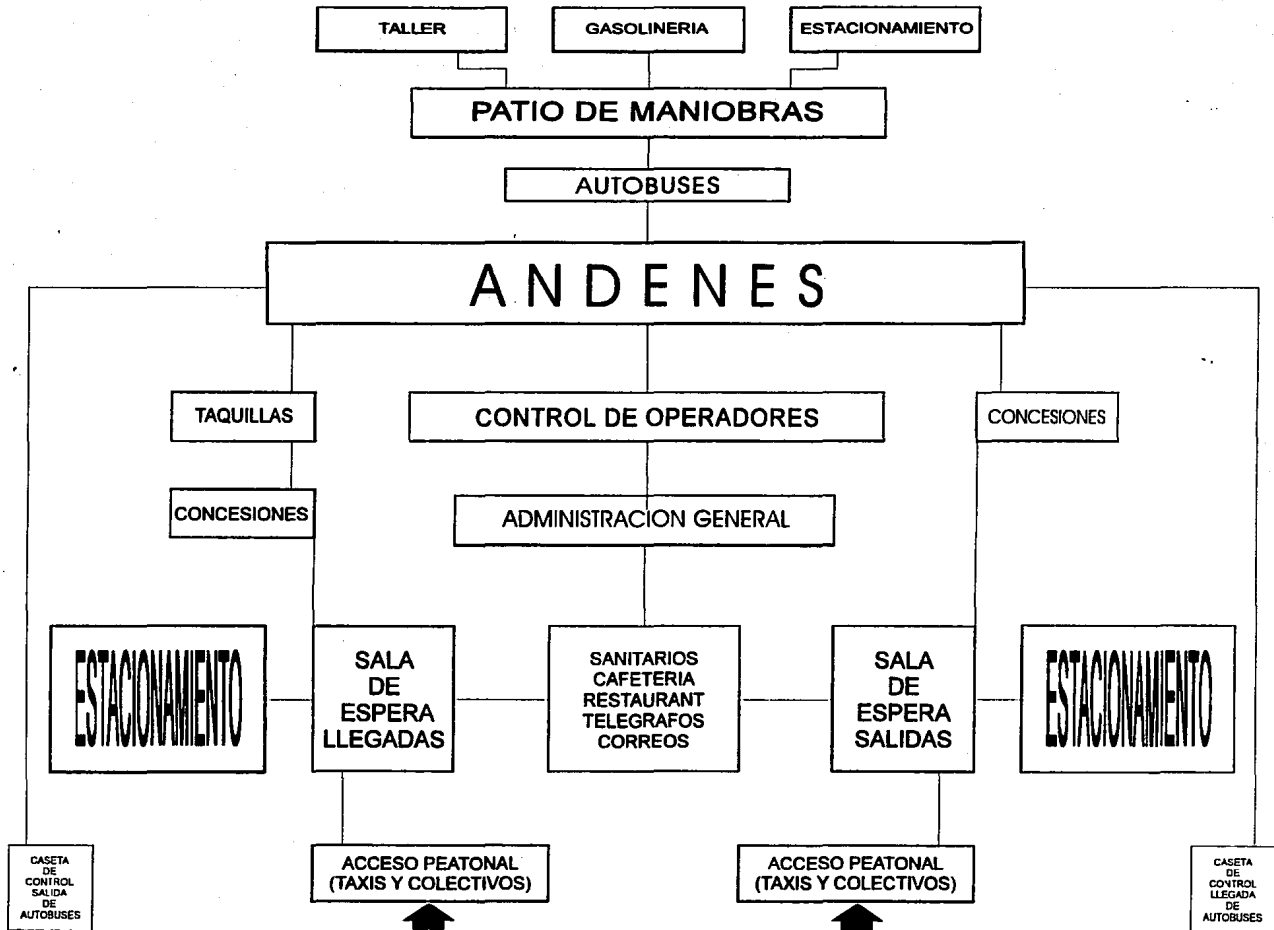 TALLER
GASOLINERIA
ESTACIONAMIENTO
PATIO DE MANIOBRAS
AUTOBUSES
ANDENES
TAQUILLAS
CONTROL DE OPERADORES
CONCESIONES
CONCESIONES
ADMINISTRACION GENERAL
ESTACIONAMIENTO
SALA
DE
ESPERA
LLEGADAS
SANITARIOS
CAFETERIA
RESTAURANT
TELEGRAFOS
CORREOS
SALA
DE
ESPERA
SALIDAS
ESTACIONAMIENTO
CASETA
DE
CONTROL
SALIDA
DE
AUTOBUSES
ACCESO PEATONAL
(TAXIS Y COLECTIVOS)
ACCESO PEATONAL
(TAXIS Y COLECTIVOS)
CASETA
DE
CONTROL
LLEGADA
DE
AUTOBUSES